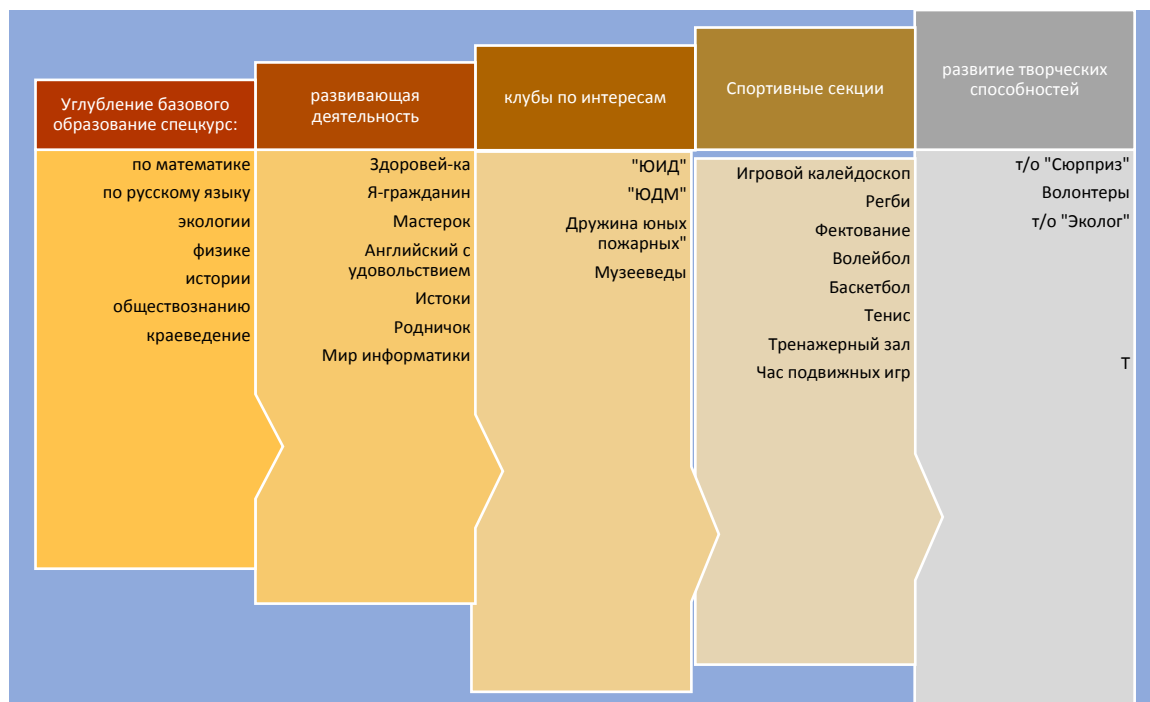 Углубление базового
образование спецкурс:
по математике
по русскому языку
экологии
физике
истории
обществознанию
краеведение
развивающая
деятельность
Здоровей-ка
Я-гражданин
Мастерок
Английский с
удовольствием
Истоки
Родничок
Мир информатики
клубы по интересам
"ЮИД"
"ЮДМ"
Дружина юных
пожарных"
Музееведы
Спортивные секции
Игровой калейдоскоп
Регби
Фектование
Волейбол
Баскетбол
Тенис
Тренажерный зал
Час подвижных игр
развитие творческих
способностей
т/о "Сюрприз"
Волонтеры
т/о "Эколог"
Т